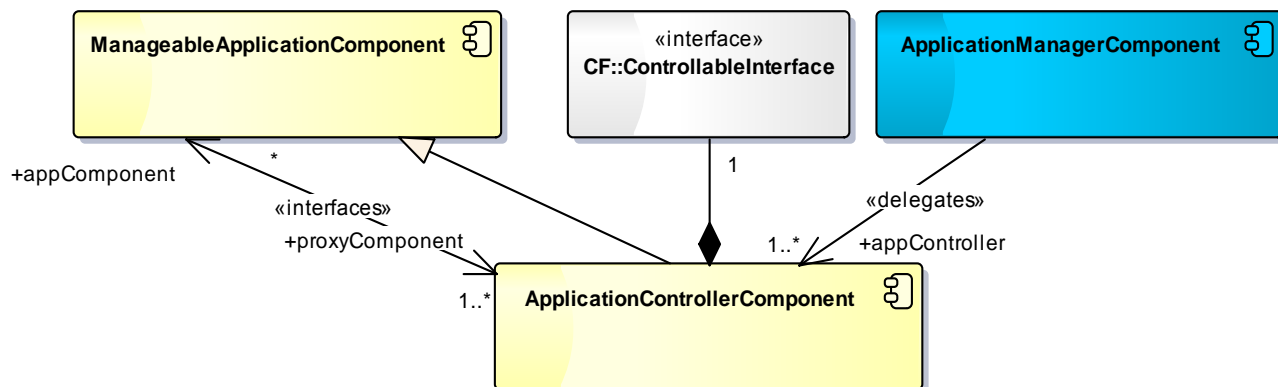 ManageableApplicationComponent
«interface»
CF::ControllableInterface
ApplicationManagerComponent
+appComponent
*
1
«interfaces»
«delegates»
+proxyComponent
1..*
+appController
1..*
ApplicationControllerComponent